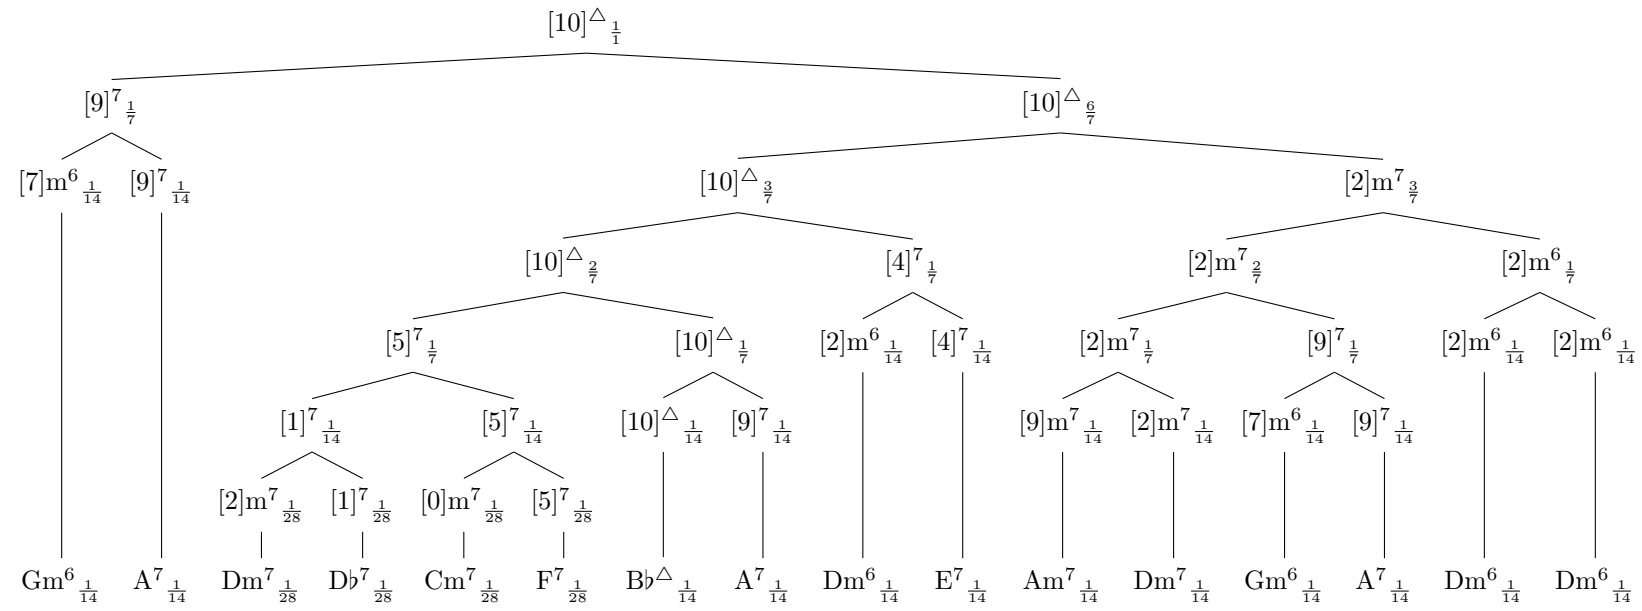 [10]△ 1/1
[9]7 1/7 [10]△ 6/7
[7]m6 1/14 [9]7 1/14 [10]△ 3/7 [2]m7 3/7
[10]△ 2/7 [4]7 1/7 [2]m7 2/7 [2]m6 1/7
[5]7 1/7 [10]△ 1/7 [2]m6 1/14 [4]7 1/14 [2]m7 1/7 [9]7 1/7 [2]m6 1/14 [2]m6 1/14
[1]7 1/14 [5]7 1/14 [10]△ 1/14 [9]7 1/14 [9]m7 1/14 [2]m7 1/14 [7]m6 1/14 [9]7 1/14
[2]m7 1/28 [1]7 1/28 [0]m7 1/28 [5]7 1/28
Gm6 1/14 A7 1/14 Dm7 1/28 D♭7 1/28 Cm7 1/28 F7 1/28 B♭△ 1/14 A7 1/14 Dm6 1/14 E7 1/14 Am7 1/14 Dm7 1/14 Gm6 1/14 A7 1/14 Dm6 1/14 Dm6 1/14